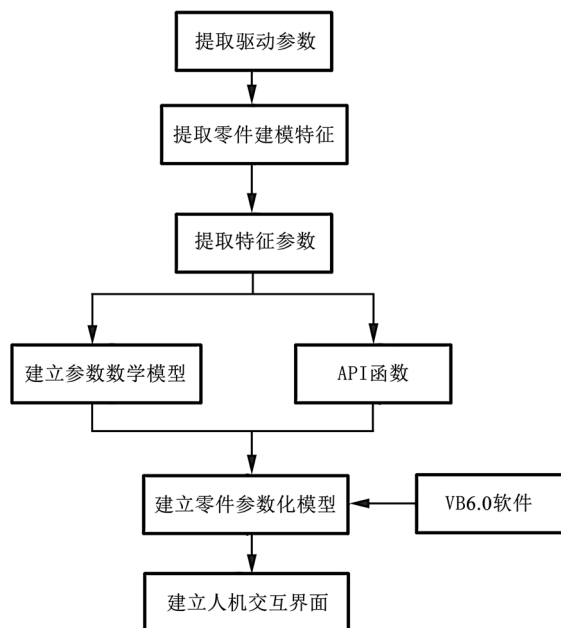 提取驱动参数
提取零件建模特征
提取特征参数
建立参数数学模型
API函数
建立零件参数化模型
VB6.0软件
建立人机交互界面